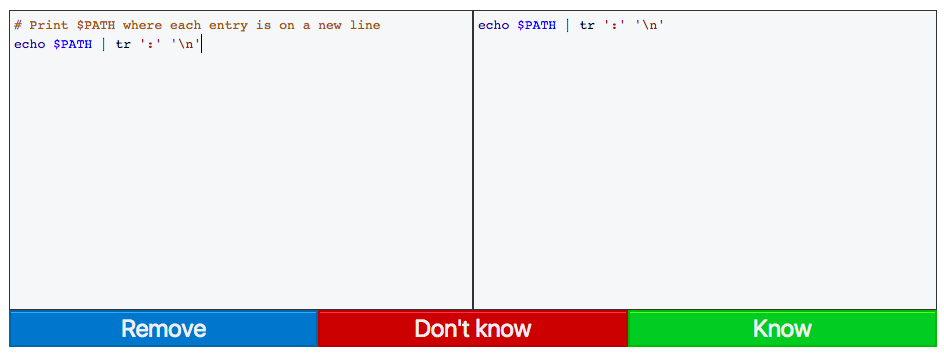 # Print $PATH where each entry is on a new line
echo $PATH | tr ':' '\n'
echo $PATH | tr ':' '\n'
Remove
Don't know
Know